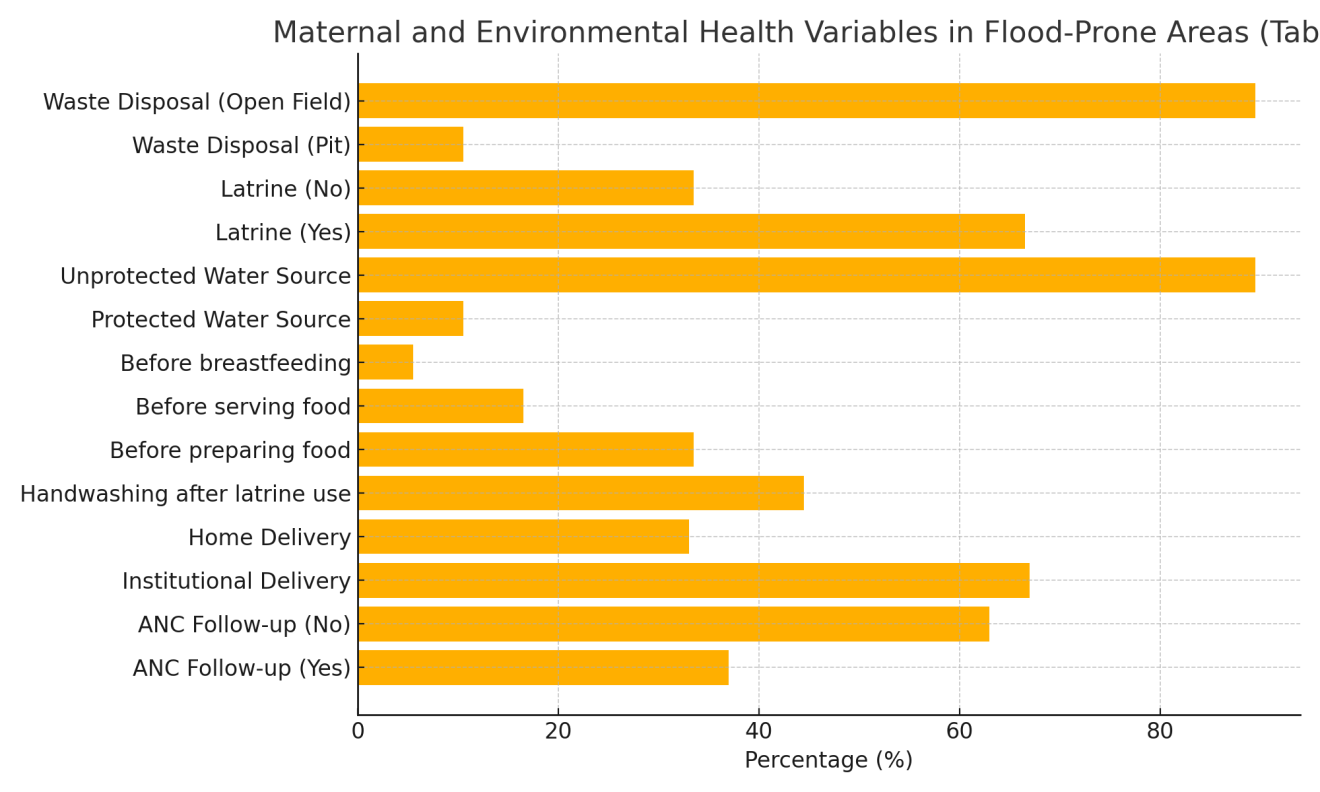 Maternal and Environmental Health Variables in Flood-Prone Areas (Tab
Waste Disposal (Open Field)
Waste Disposal (Pit)
Latrine (No)
Latrine (Yes)
Unprotected Water Source
Protected Water Source
Before breastfeeding
Before serving food
Before preparing food
Handwashing after latrine use
Home Delivery
Institutional Delivery
ANC Follow-up (No)
ANC Follow-up (Yes)
0 20 40 60 80
Percentage (%)